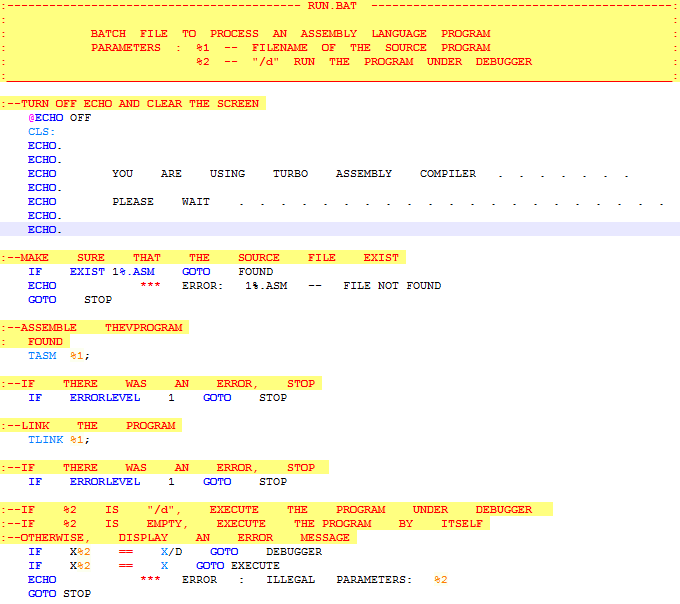 :------------------------------------------ RUN.BAT -------------------------------------------:
:                                                                                               :
:            BATCH  FILE  TO  PROCESS  AN  ASSEMBLY  LANGUAGE  PROGRAM                          :
:            PARAMETERS  :  %1  --  FILENAME  OF  THE  SOURCE  PROGRAM                          :
:                           %2  --  "/d"  RUN  THE  PROGRAM  UNDER  DEBUGGER                    :
:_______________________________________________________________________________________________:
:--TURN OFF ECHO AND CLEAR THE SCREEN
    @ECHO OFF
    CLS:
    ECHO.
    ECHO.
    ECHO        YOU    ARE    USING    TURBO    ASSEMBLY    COMPILER   .  .  .  .  .  .  .
    ECHO.
    ECHO        PLEASE    WAIT    .  .  .  .  .  .  .  .  .  .  .  .  .  .  .  .  .  .  .
    ECHO.
    ECHO.
:--MAKE    SURE    THAT    THE    SOURCE    FILE    EXIST
    IF    EXIST 1%.ASM    GOTO    FOUND
    ECHO            ***   ERROR:   1%.ASM   --   FILE NOT FOUND
    GOTO    STOP
:--ASSEMBLE    THEVPROGRAM
:   FOUND
    TASM  %1;
:--IF    THERE    WAS    AN    ERROR,    STOP
    IF    ERRORLEVEL    1    GOTO    STOP
:--LINK    THE    PROGRAM
    TLINK %1;
:--IF    THERE    WAS    AN    ERROR,    STOP
    IF    ERRORLEVEL    1    GOTO    STOP
:--IF    %2    IS    "/d",    EXECUTE    THE    PROGRAM    UNDER    DEBUGGER
:--IF    %2    IS    EMPTY,    EXECUTE    THE PROGRAM    BY    ITSELF
:--OTHERWISE,    DISPLAY    AN    ERROR    MESSAGE
    IF    X%2    ==    X/D    GOTO    DEBUGGER
    IF    X%2    ==    X    GOTO EXECUTE
    ECHO            ***   ERROR   :   ILLEGAL   PARAMETERS:   %2
    GOTO STOP